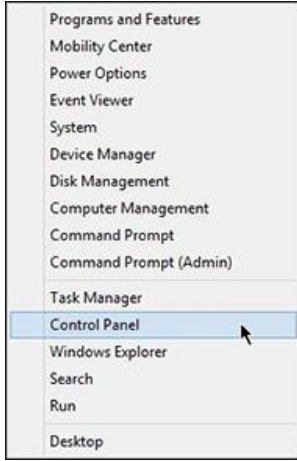 Programs and Features
Mobility Center
Power Options
Event Viewer
System
Device Manager
Disk Management
Computer Management
Command Prompt
Command Prompt (Admin)
Task Manager
Control Panel
Windows Explorer
Search
Run
Desktop